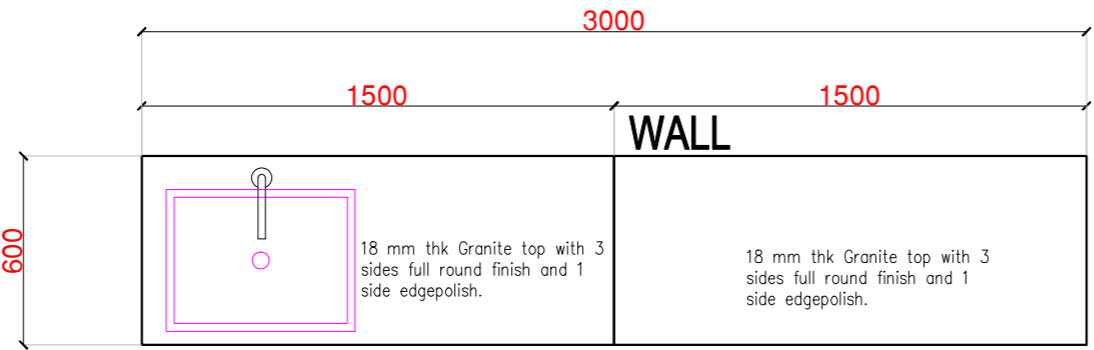 3000
1500
1500
WALL
600
18 mm thk Granite top with 3
sides full round finish and 1
side edgepolish.
18 mm thk Granite top with 3
sides full round finish and 1
side edgepolish.